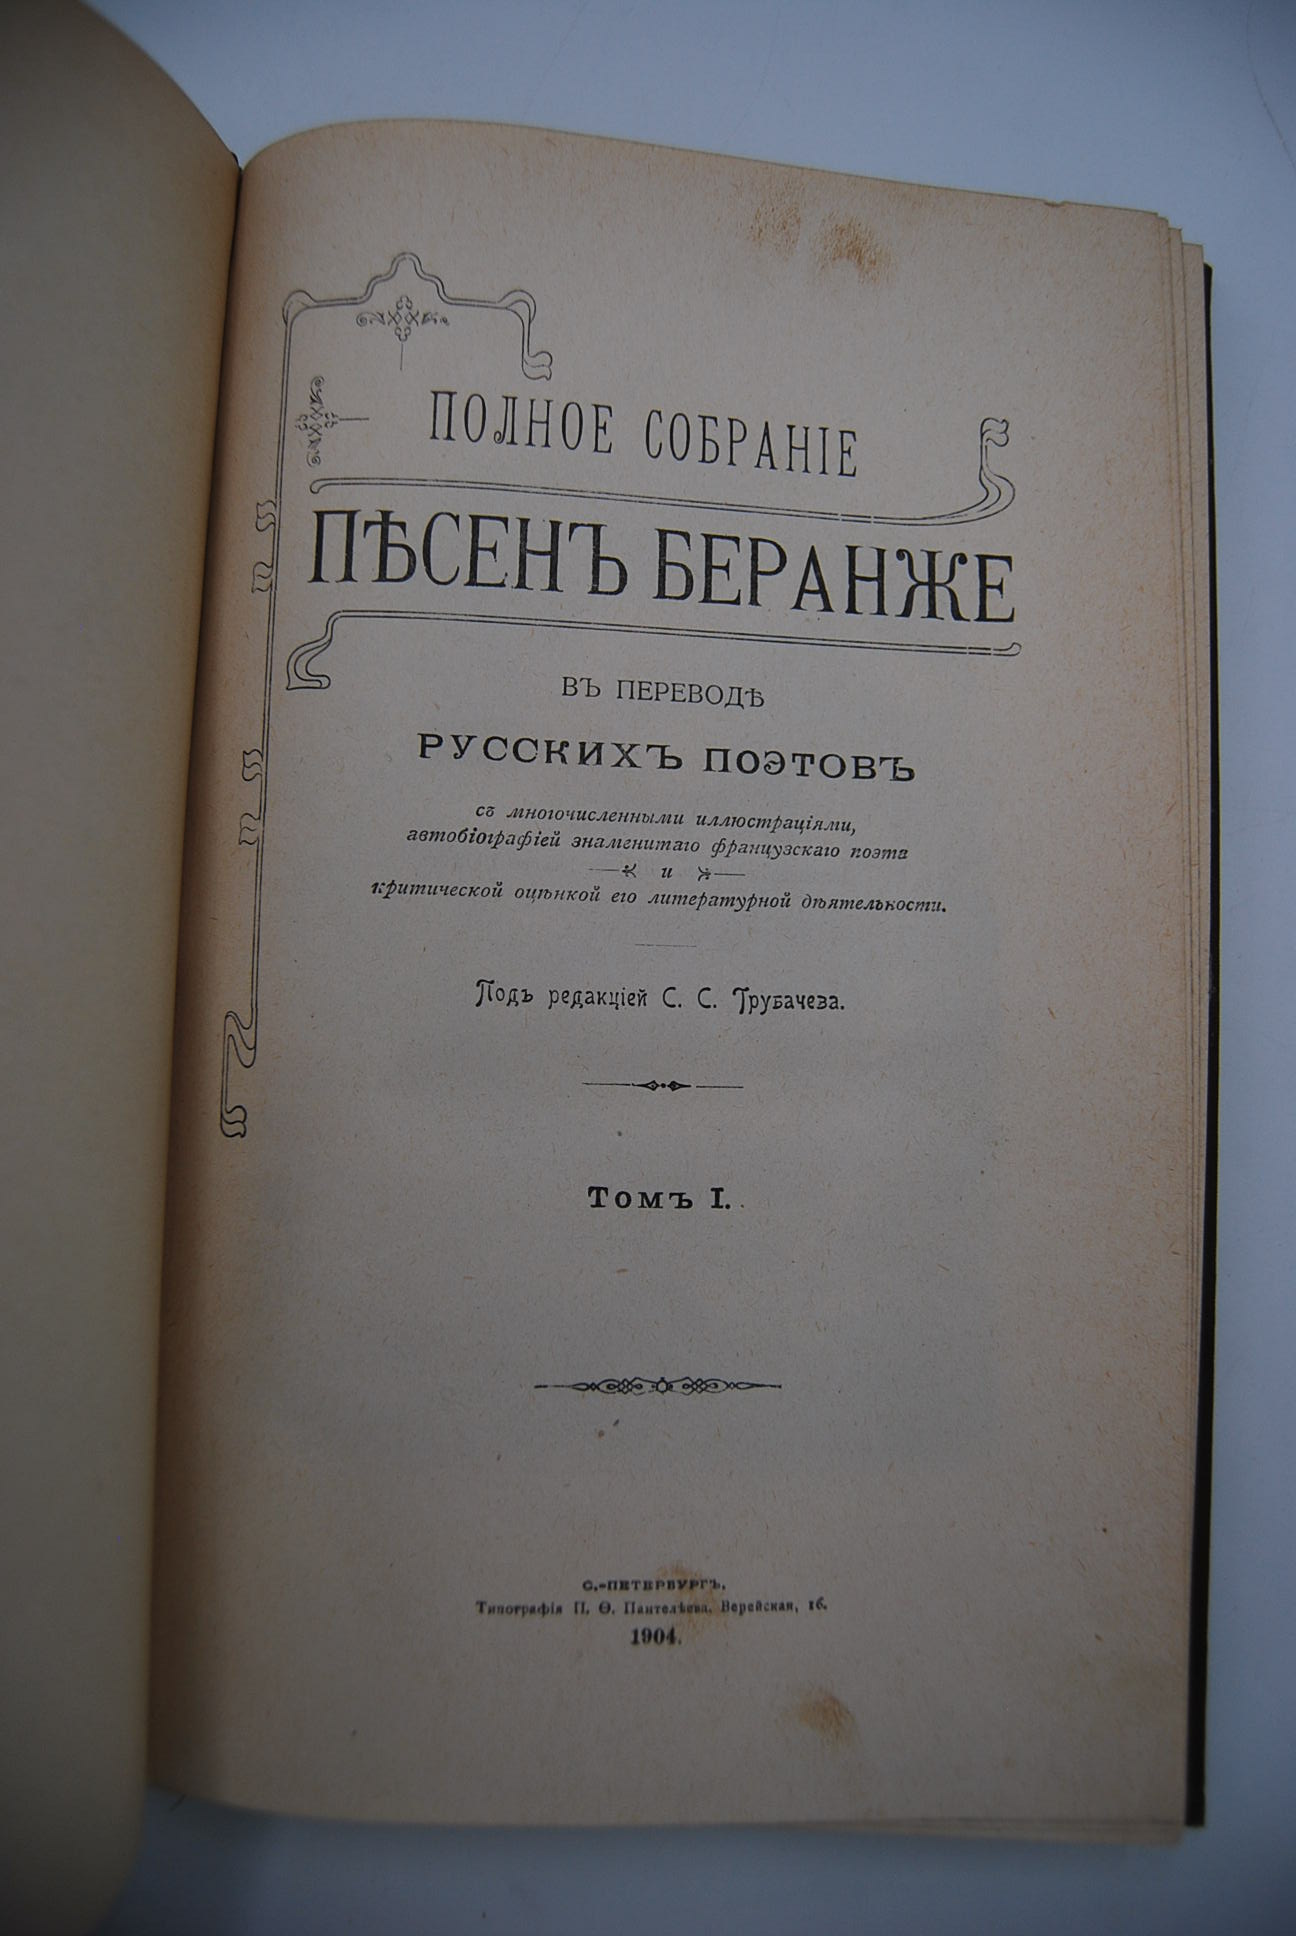 ПОЛНОЕ СОБРАНІЕ
ПѢСЕНЪ БЕРАНЖЕ
ВЪ ПЕРЕВОДѢ
РУССКИХЪ ПОЭТОВЪ
съ многочисленными иллюстраціями,
автобіографіей знаменитаго французскаго поэта
и
критической оцѣнкой его литературной дѣятельности.
Подъ редакціей С. С. Трубачева.
Томъ I.
С.-ПЕТЕРБУРГЪ.
Типографія П. Ѳ. Пантелѣева. Верейская, 16.
1904.